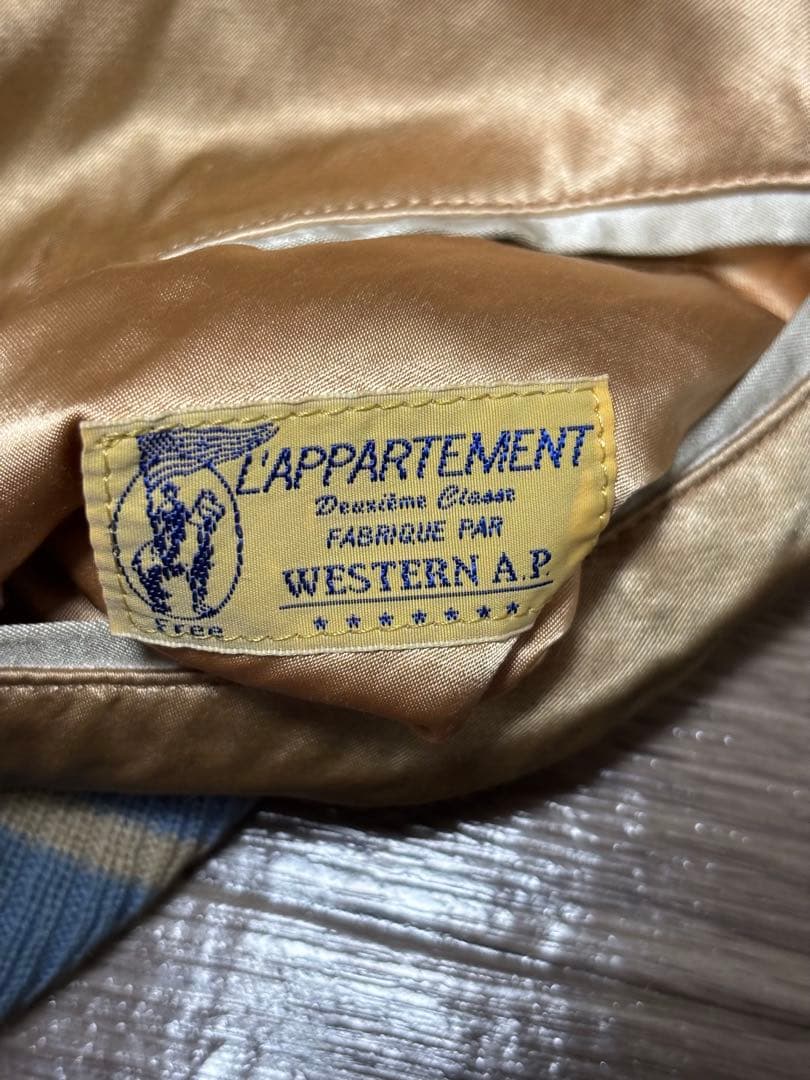 L'APPARTEMENT
Deuxième Classe
FABRIQUE PAR
WESTERN A.P.
Free
*******